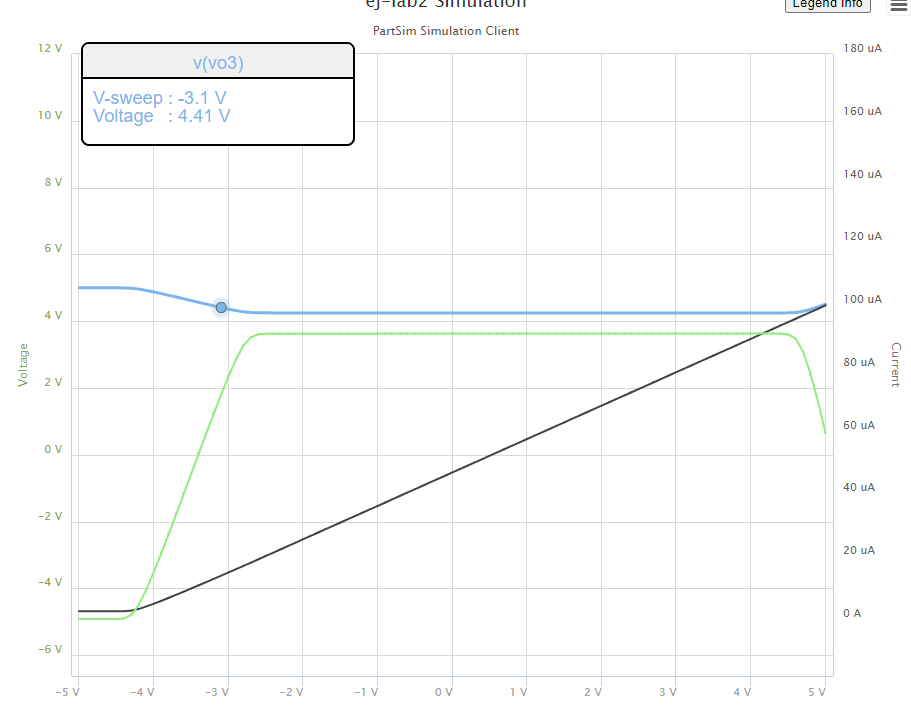 ej-lab2 Simulation
Legend Info
PartSim Simulation Client
v(vo3)
V-sweep : -3.1 V
Voltage : 4.41 V
12 V
10 V
8 V
6 V
4 V
2 V
0 V
-2 V
-4 V
-6 V
Voltage
180 uA
160 uA
140 uA
120 uA
100 uA
80 uA
60 uA
40 uA
20 uA
0 A
Current
-5 V
-4 V
-3 V
-2 V
-1 V
0 V
1 V
2 V
3 V
4 V
5 V